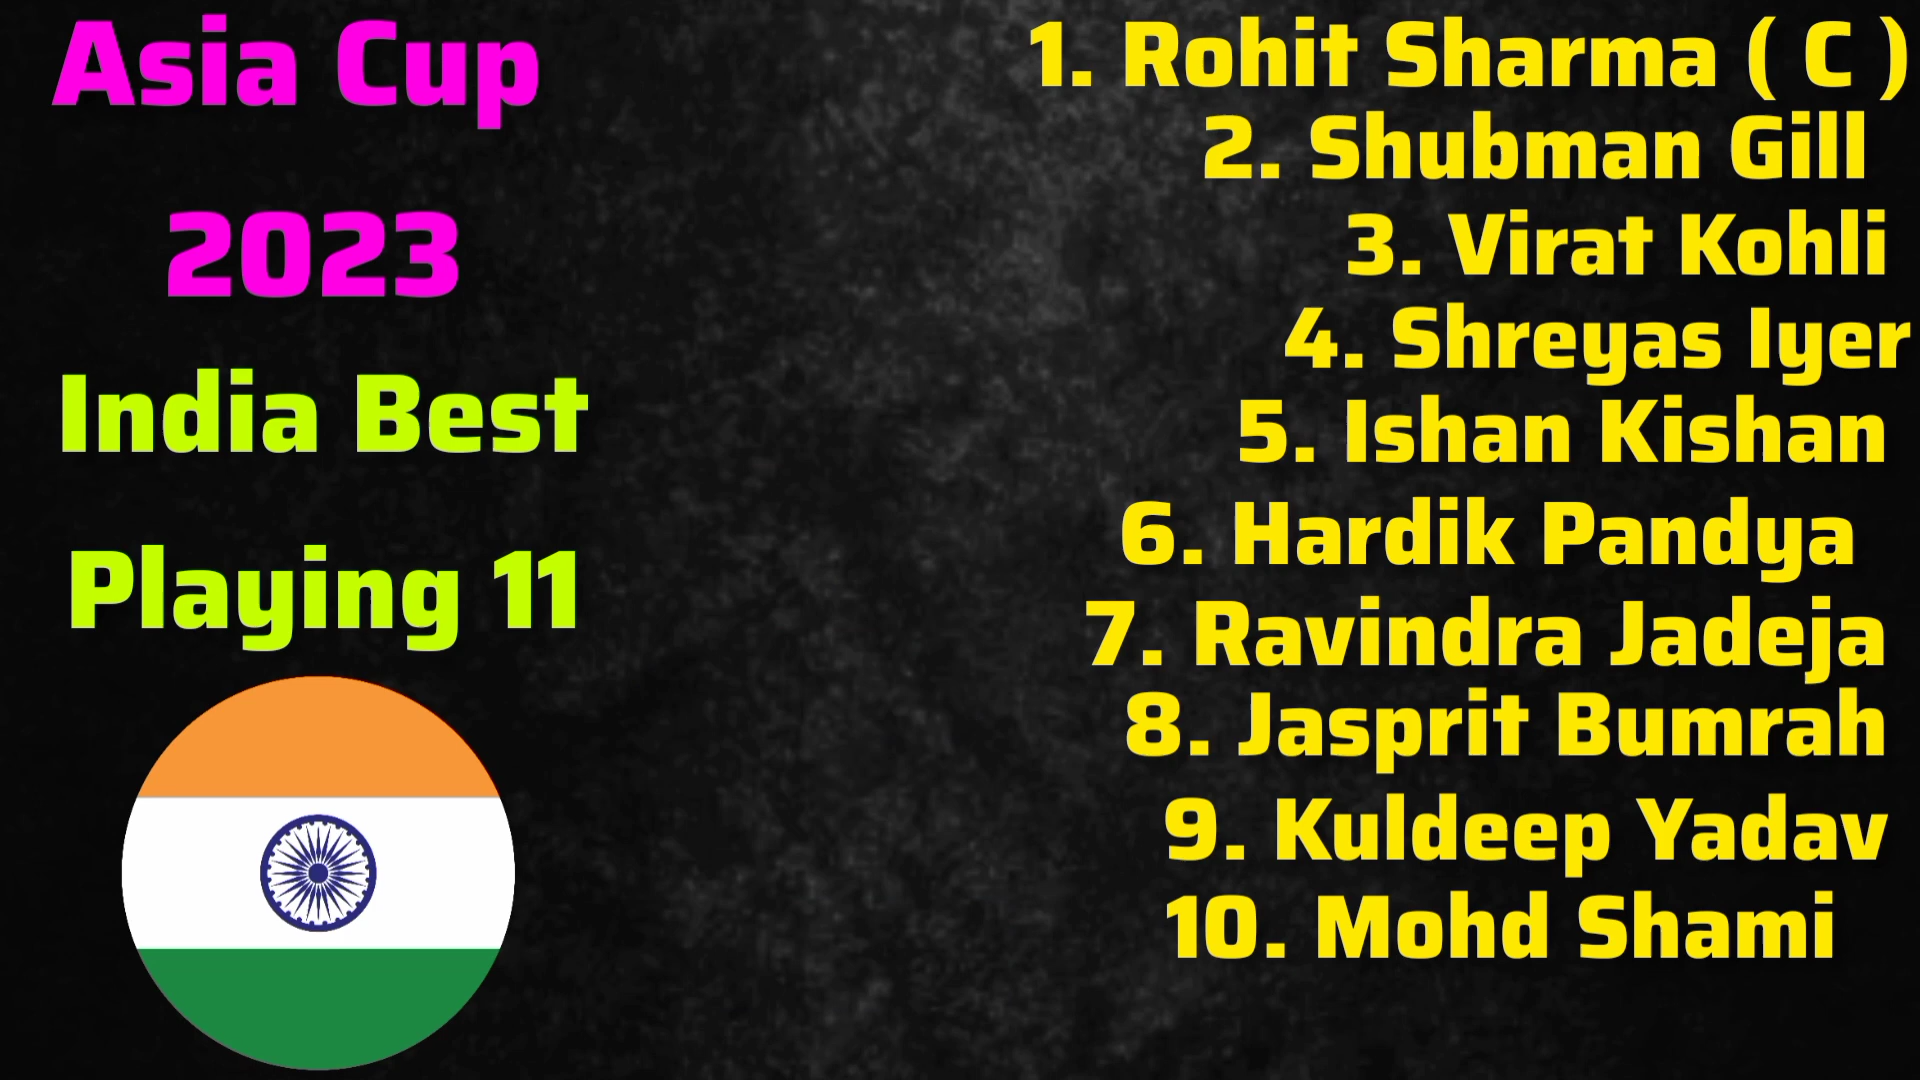 Asia Cup
2023
India Best
Playing 11
1. Rohit Sharma ( C )
2. Shubman Gill
3. Virat Kohli
4. Shreyas Iyer
5. Ishan Kishan
6. Hardik Pandya
7. Ravindra Jadeja
8. Jasprit Bumrah
9. Kuldeep Yadav
10. Mohd Shami